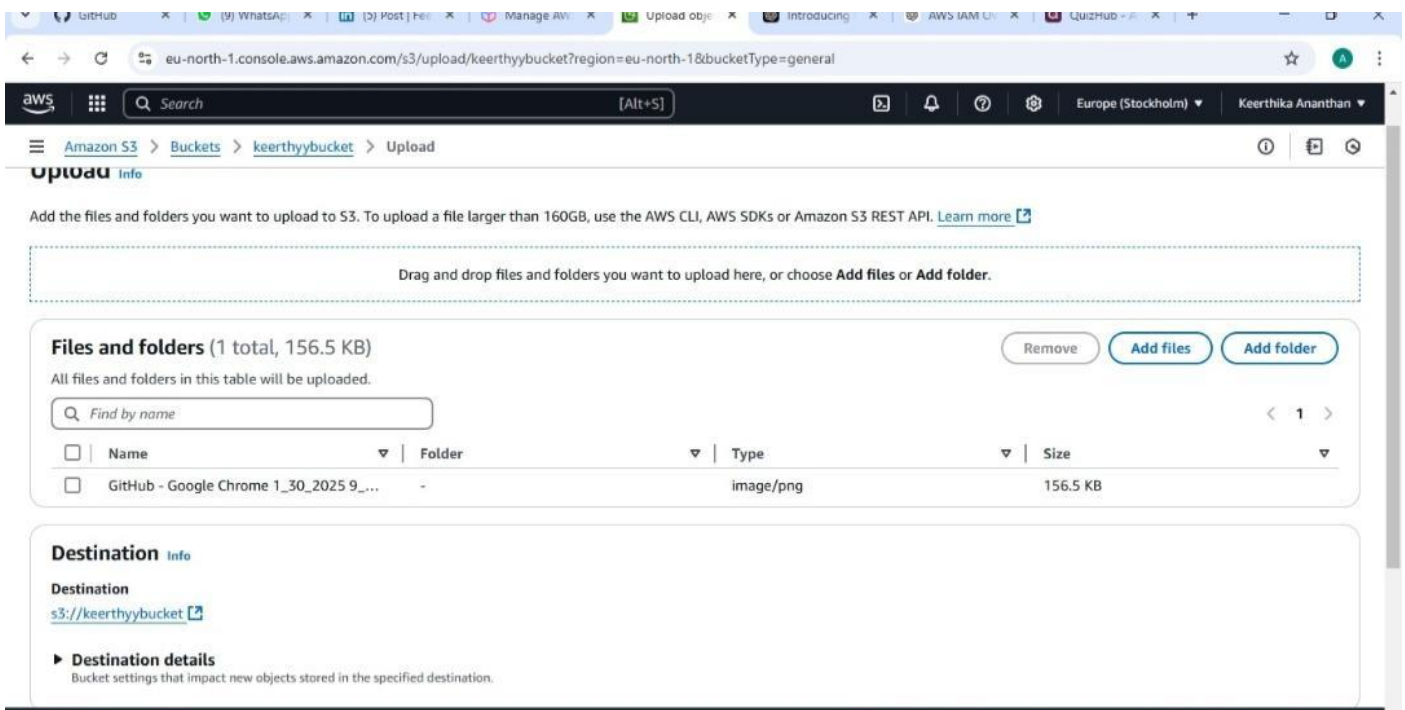 GitHub (9) WhatsAp (5) Post | Fee Manage AW Upload obje Introducing AWS IAM QuizHub - A
eu-north-1.console.aws.amazon.com/s3/upload/keerthyybucket?region=eu-north-1&bucketType=general A
aws Search [Alt+S] Europe (Stockholm) Keerthika Ananthan
Amazon S3 > Buckets > keerthyybucket > Upload
Upload Info
Add the files and folders you want to upload to S3. To upload a file larger than 160GB, use the AWS CLI, AWS SDKs or Amazon S3 REST API. Learn more
Drag and drop files and folders you want to upload here, or choose Add files or Add folder.
Files and folders (1 total, 156.5 KB) Remove Add files Add folder
All files and folders in this table will be uploaded.
Find by name 1
Name Folder Type Size
GitHub - Google Chrome 1_30_2025 9_... - image/png 156.5 KB
Destination Info
Destination
s3://keerthyybucket
Destination details
Bucket settings that impact new objects stored in the specified destination.